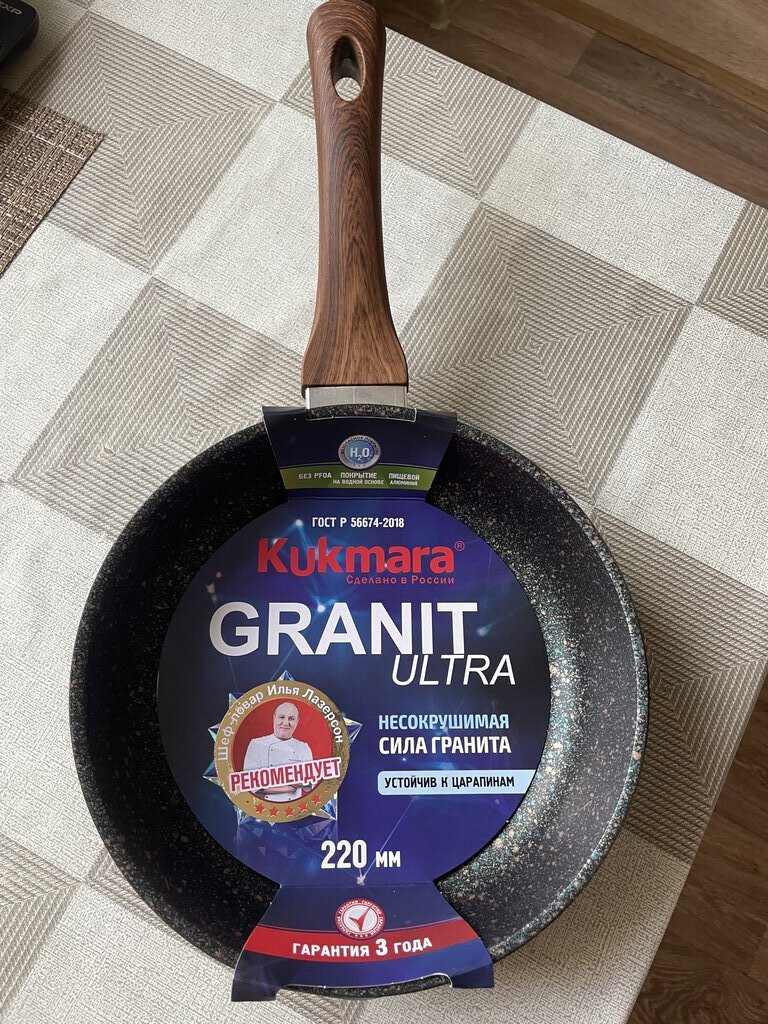 H₂O
БЕЗ PFOA ПОКРЫТИЕ НА ВОДНОЙ ОСНОВЕ ПИЩЕВОЙ АЛЮМИНИЙ
ГОСТ Р 56674-2018
Kukmara®
Сделано в России
GRANIT
ULTRA
Шеф-повар Илья Лазерсон
РЕКОМЕНДУЕТ
НЕСОКРУШИМАЯ
СИЛА ГРАНИТА
УСТОЙЧИВ К ЦАРАПИНАМ
220 мм
ГАРАНТИЯ 3 ГОДА